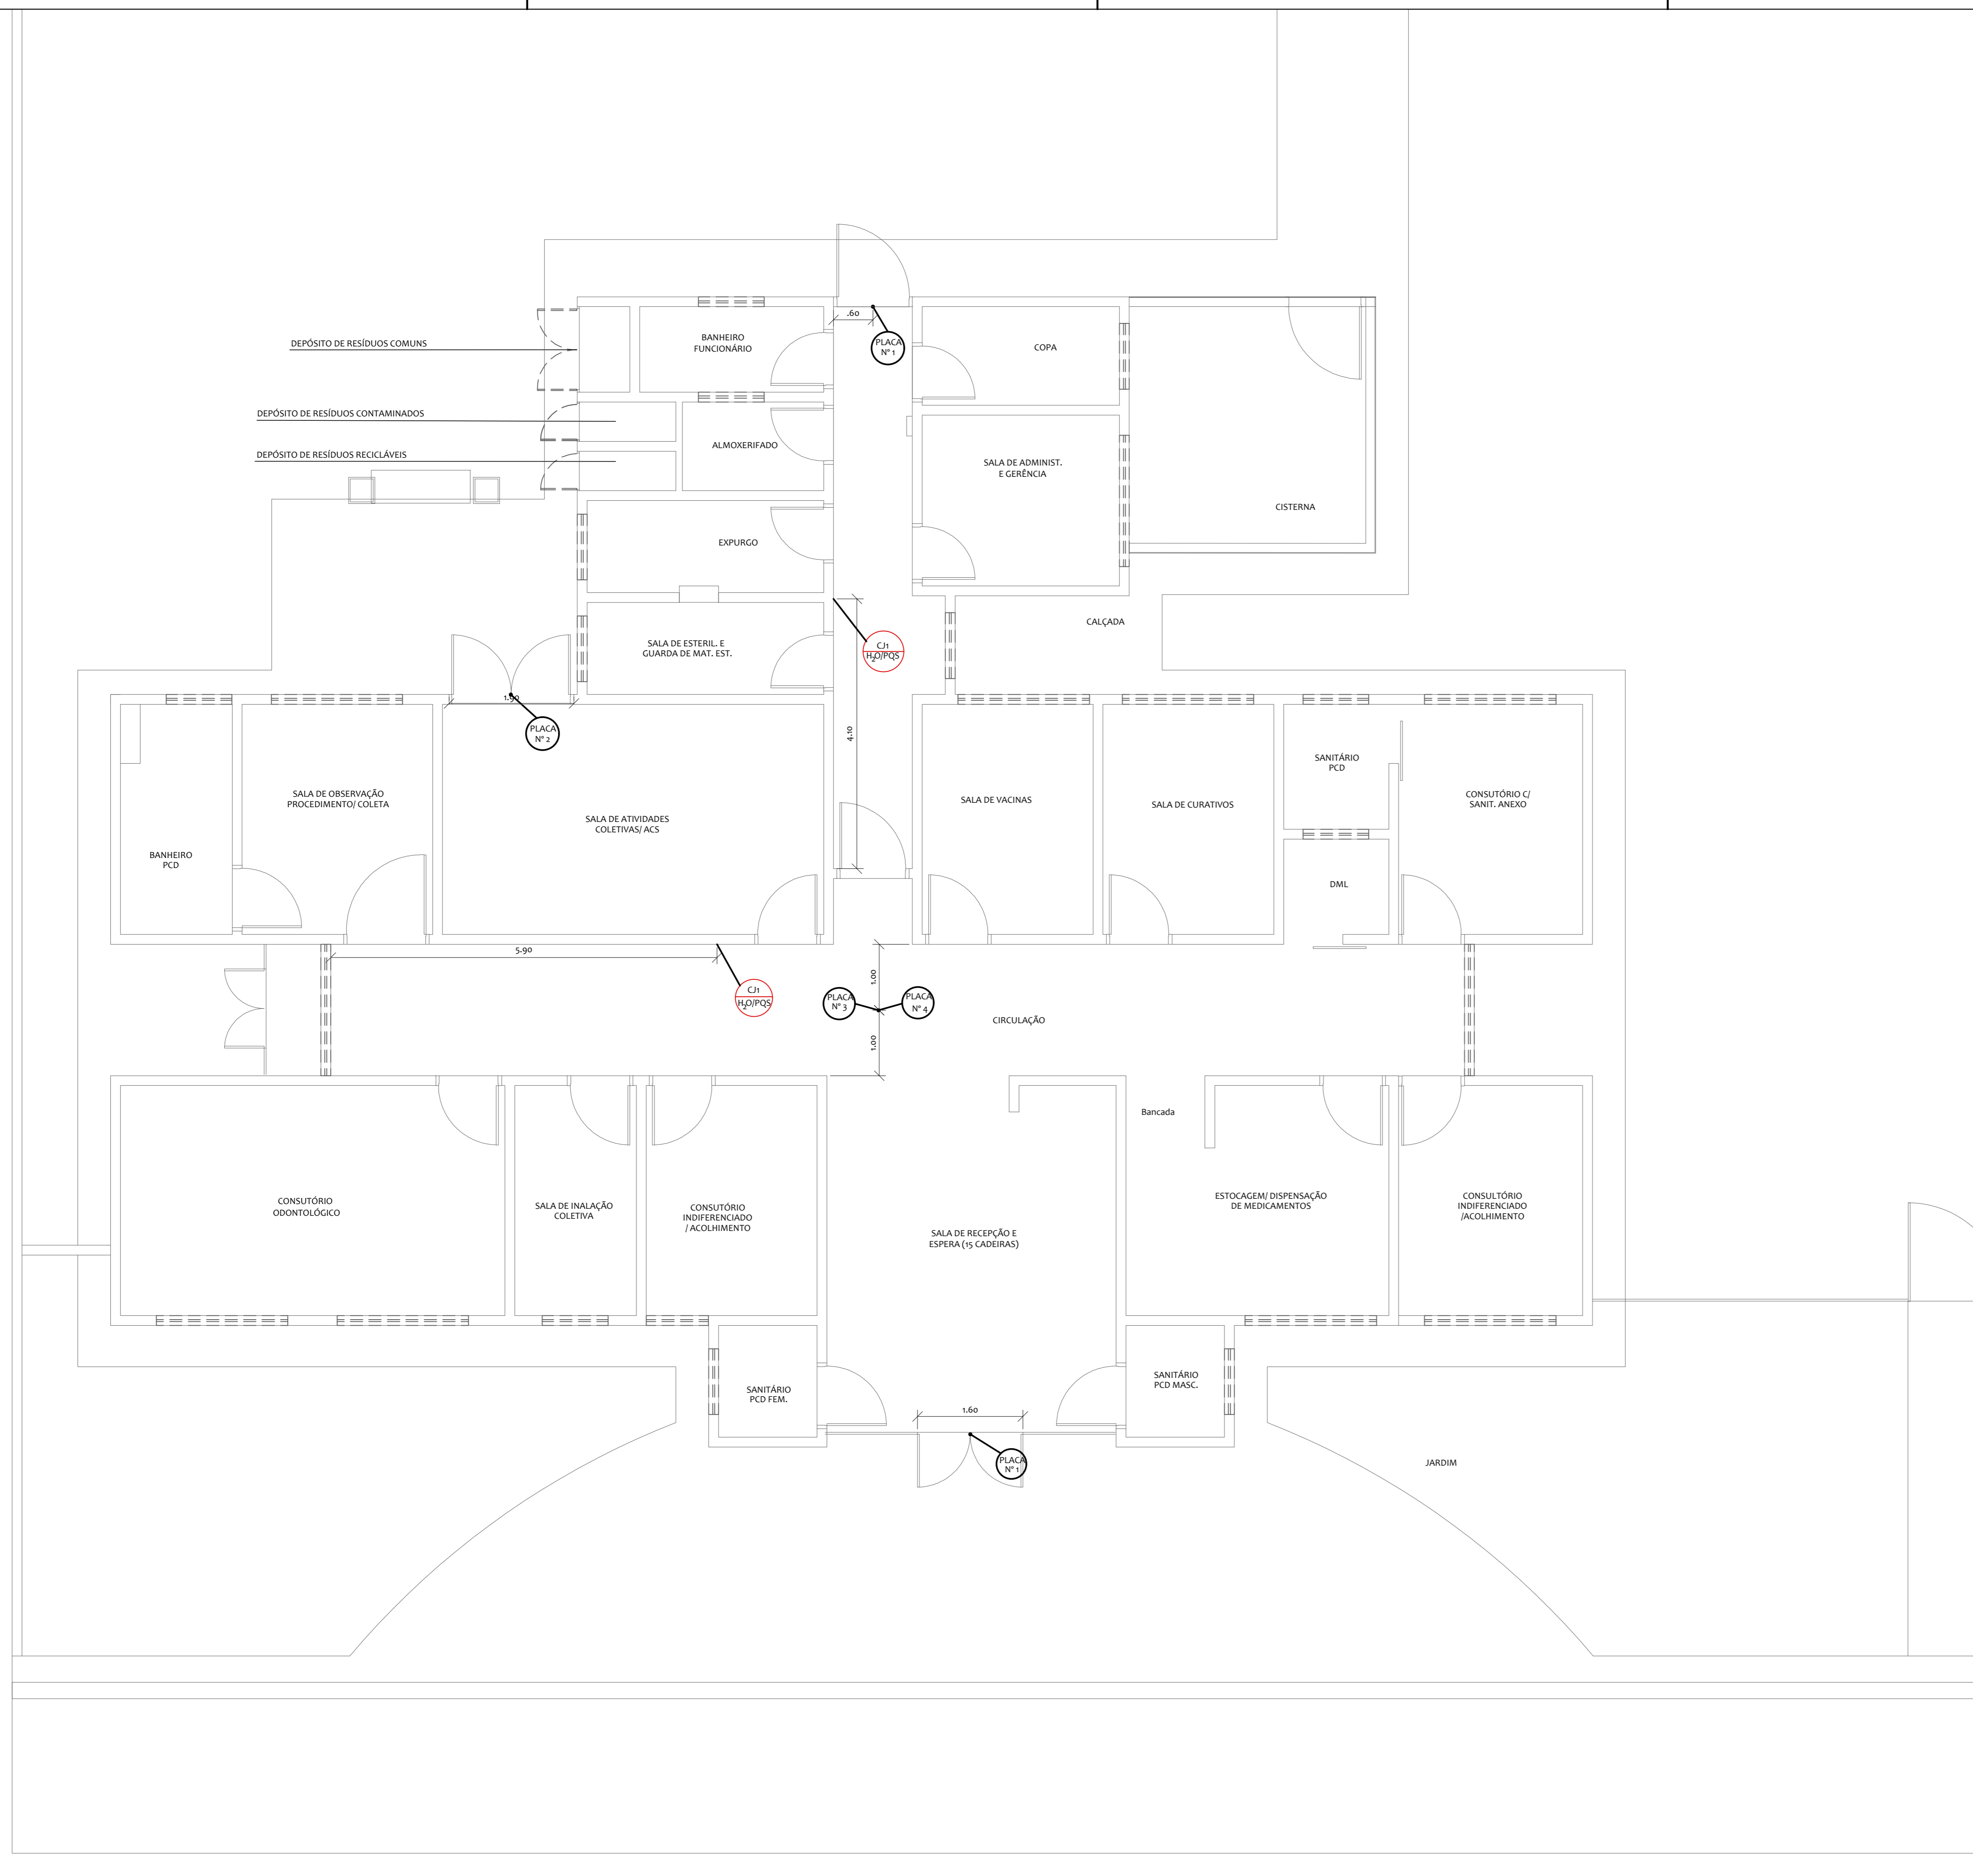 .60
PLACA
Nº 1
BANHEIRO
FUNCIONÁRIO
COPA
DEPÓSITO DE RESÍDUOS COMUNS
DEPÓSITO DE RESÍDUOS CONTAMINADOS
DEPÓSITO DE RESÍDUOS RECICLÁVEIS
ALMOXERIFADO
SALA DE ADMINIST.
E GERÊNCIA
CISTERNA
EXPURGO
CALÇADA
SALA DE ESTERIL. E
GUARDA DE MAT. EST.
CJ1
H2O/PQS
1.90
PLACA
Nº 2
4.10
SALA DE OBSERVAÇÃO
PROCEDIMENTO/ COLETA
SALA DE ATIVIDADES
COLETIVAS/ ACS
SALA DE VACINAS
SALA DE CURATIVOS
SANITÁRIO
PCD
CONSUTÓRIO C/
SANIT. ANEXO
BANHEIRO
PCD
DML
5.90
CJ1
H2O/PQS
1.00
PLACA
Nº 3
PLACA
Nº 4
1.00
CIRCULAÇÃO
Bancada
CONSUTÓRIO
ODONTOLÓGICO
SALA DE INALAÇÃO
COLETIVA
CONSUTÓRIO
INDIFERENCIADO
/ ACOLHIMENTO
SALA DE RECEPÇÃO E
ESPERA (15 CADEIRAS)
ESTOCAGEM/ DISPENSAÇÃO
DE MEDICAMENTOS
CONSULTÓRIO
INDIFERENCIADO
/ACOLHIMENTO
SANITÁRIO
PCD FEM.
SANITÁRIO
PCD MASC.
1.60
PLACA
Nº 1
JARDIM